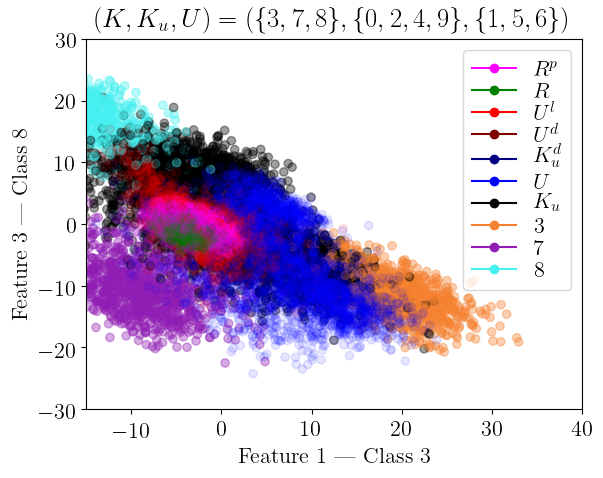 (K, K_u, U) = ({3, 7, 8}, {0, 2, 4, 9}, {1, 5, 6})
30
20
10
0
−10
−20
−30
Feature 3 — Class 8
R^p
R
U^l
U^d
K_u^d
U
K_u
3
7
8
−10
0
10
20
30
40
Feature 1 — Class 3